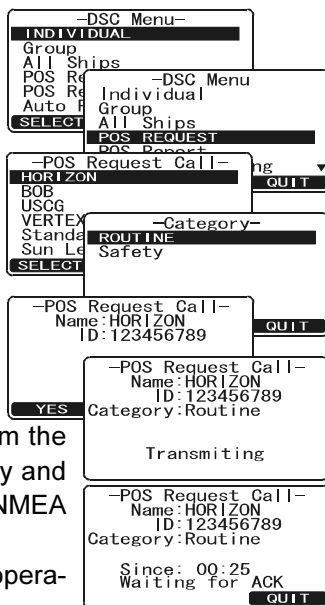 -DSC Menu-
INDIVIDUAL
Group
All Ships
POS Re
POS Re
Auto
SELECT
-DSC Menu
Individual
Group
All Ships
POS REQUEST
POS Report
ng
QUIT
-POS Request Call-
HORIZON
BOB
USCG
VERTEX
Standa
Sun Le
SELECT
-Category-
ROUTINE
Safety
QUIT
-POS Request Call-
Name:HORIZON
ID:123456789
YES
-POS Request Call-
Name:HORIZON
ID:123456789
Category:Routine
Transmiting
m the
y and
NMEA
opera-
-POS Request Call-
Name:HORIZON
ID:123456789
Category:Routine
Since: 00:25
Waiting for ACK
QUIT